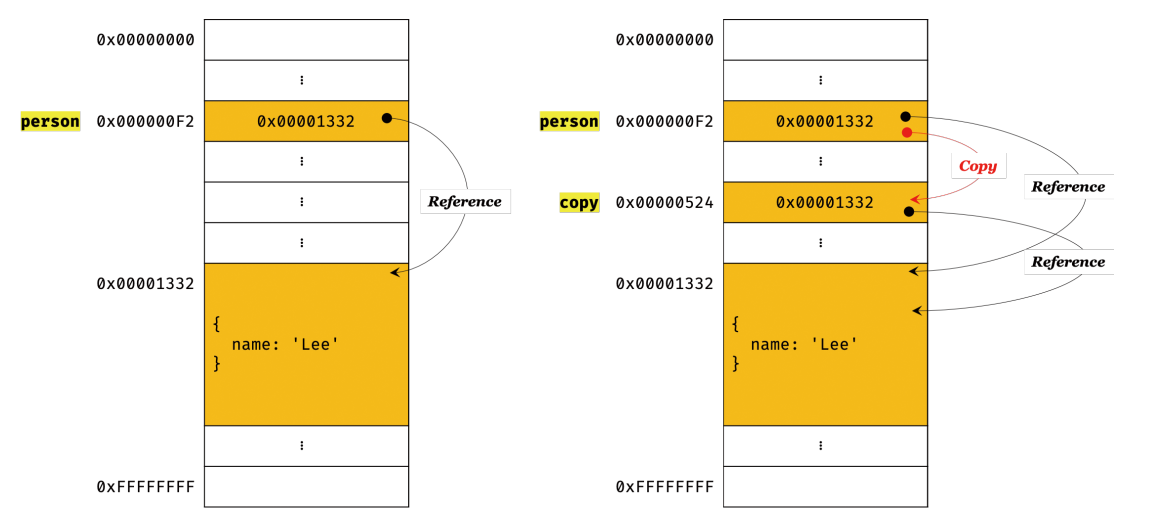 0x00000000
⋮
person 0x000000F2 0x00001332
⋮
⋮
Reference
⋮
0x00001332
{
name: 'Lee'
}
⋮
0xFFFFFFFF
0x00000000
⋮
person 0x000000F2 0x00001332
⋮
Copy
Reference
copy 0x00000524 0x00001332
⋮
Reference
0x00001332
{
name: 'Lee'
}
⋮
0xFFFFFFFF